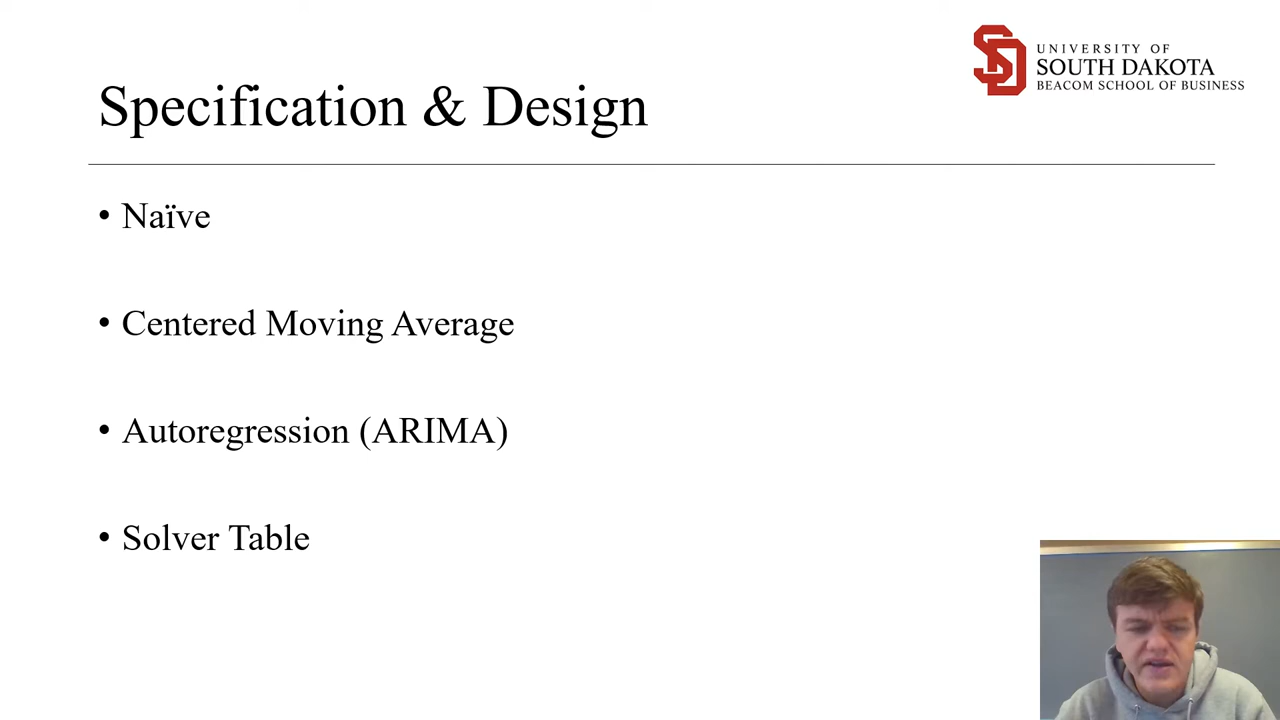 UNIVERSITY OF
SOUTH DAKOTA
BEACOM SCHOOL OF BUSINESS
Specification & Design
• Naïve
• Centered Moving Average
• Autoregression (ARIMA)
• Solver Table